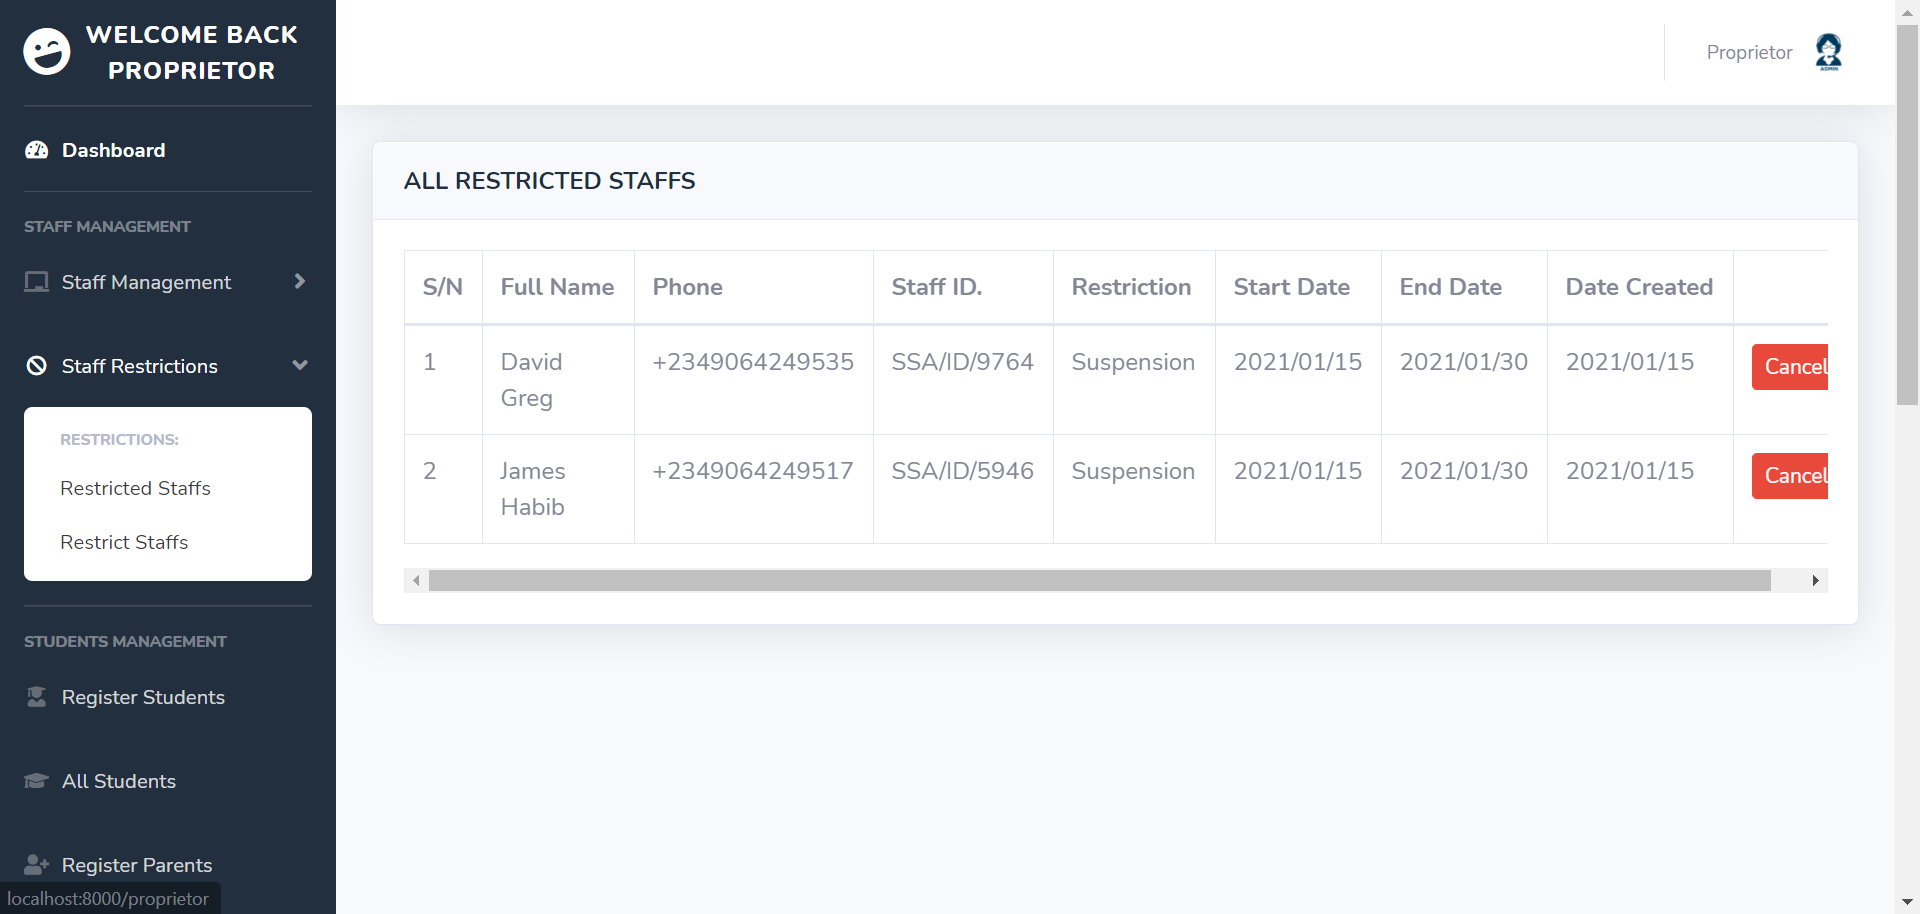 WELCOME BACK
PROPRIETOR
Dashboard
STAFF MANAGEMENT
Staff Management
Staff Restrictions
RESTRICTIONS:
Restricted Staffs
Restrict Staffs
STUDENTS MANAGEMENT
Register Students
All Students
Register Parents
localhost:8000/proprietor
Proprietor
ADMIN
ALL RESTRICTED STAFFS
S/N Full Name Phone Staff ID. Restriction Start Date End Date Date Created
1 David Greg +2349064249535 SSA/ID/9764 Suspension 2021/01/15 2021/01/30 2021/01/15 Cancel
2 James Habib +2349064249517 SSA/ID/5946 Suspension 2021/01/15 2021/01/30 2021/01/15 Cancel